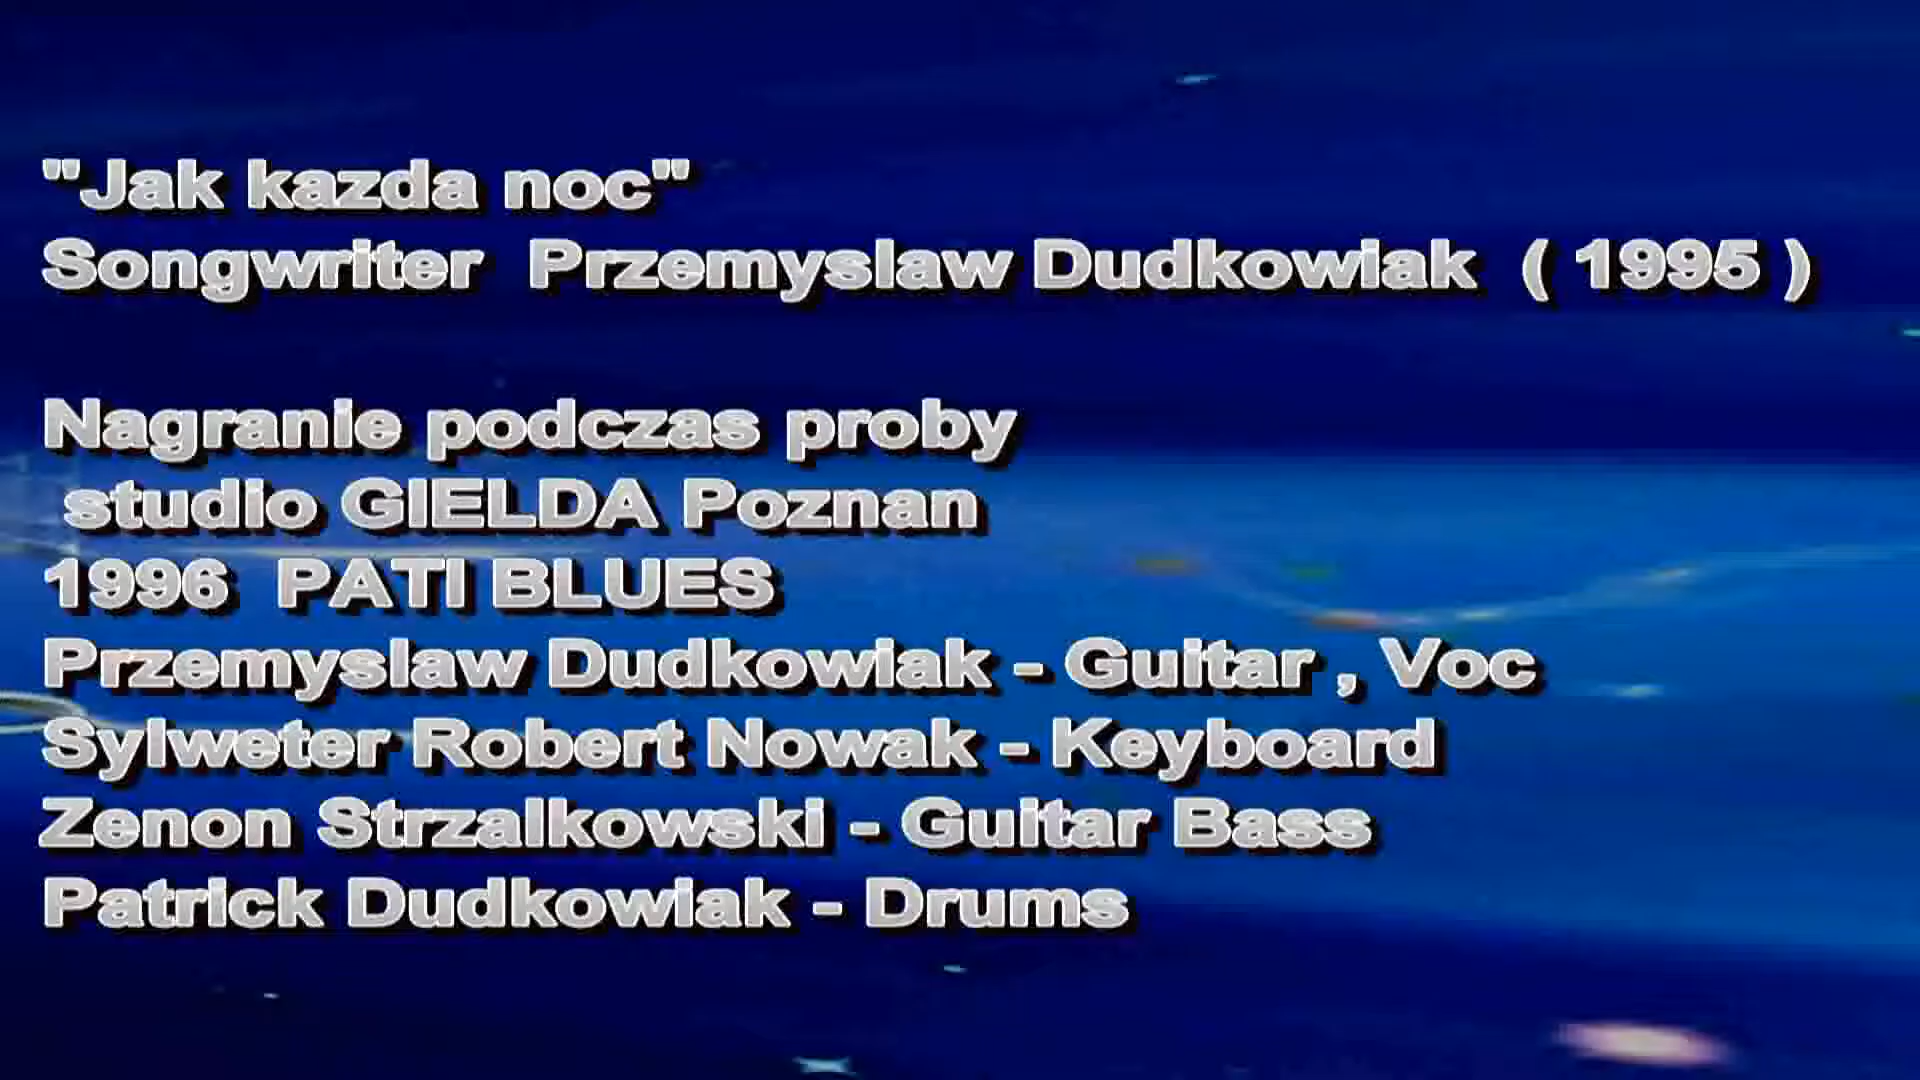 "Jak kazda noc"
Songwriter Przemyslaw Dudkowiak ( 1995 )
Nagranie podczas proby
studio GIELDA Poznan
1996 PATI BLUES
Przemyslaw Dudkowiak - Guitar , Voc
Sylweter Robert Nowak - Keyboard
Zenon Strzalkowski - Guitar Bass
Patrick Dudkowiak - Drums